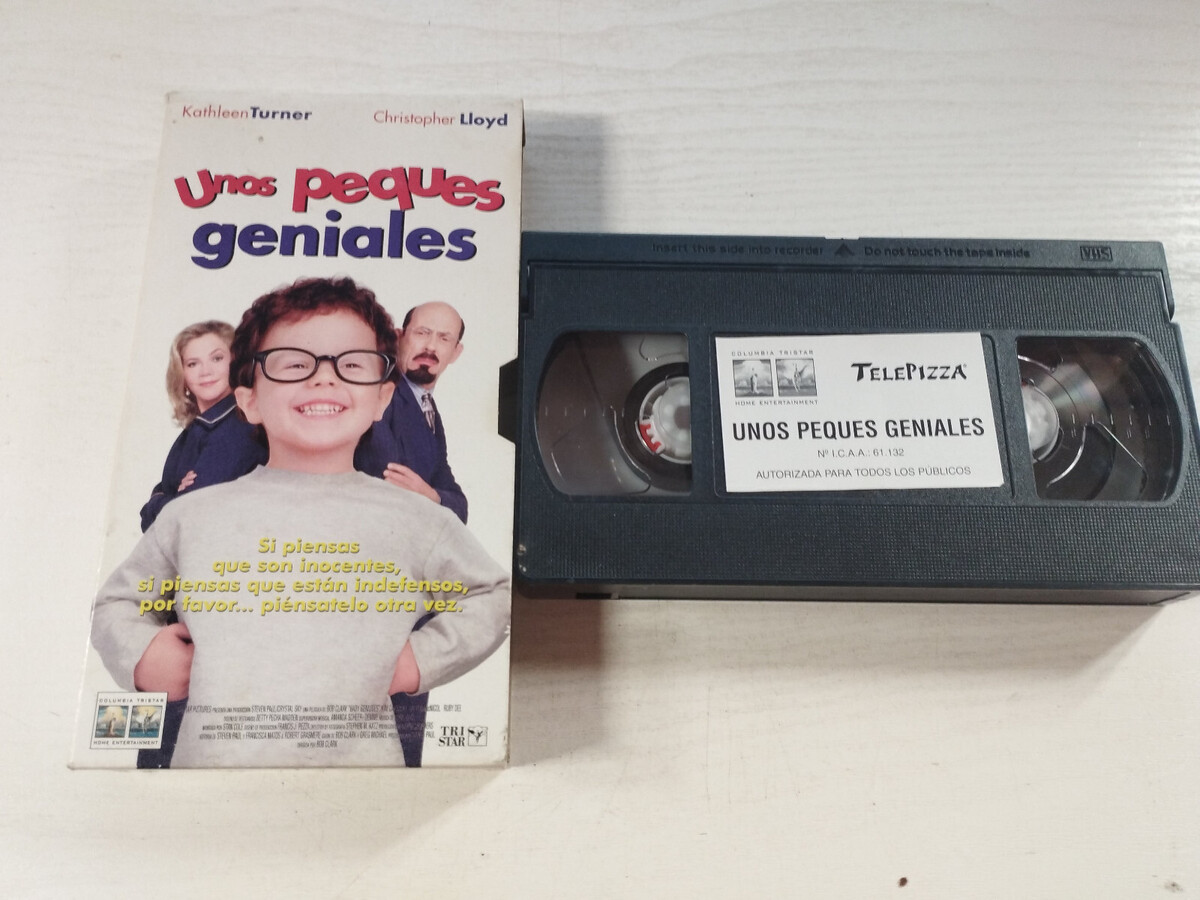 Kathleen Turner Christopher Lloyd
Unos peques
geniales
Si piensas
que son inocentes,
si piensas que están indefensos,
por favor... piénsatelo otra vez.
COLUMBIA TRISTAR
HOME ENTERTAINMENT
TRI
STAR
Insert this side into recorder Do not touch the tape inside VHS
COLUMBIA TRISTAR
HOME ENTERTAINMENT
TELEPIZZA
UNOS PEQUES GENIALES
Nº I.C.A.A.: 61.132
AUTORIZADA PARA TODOS LOS PÚBLICOS